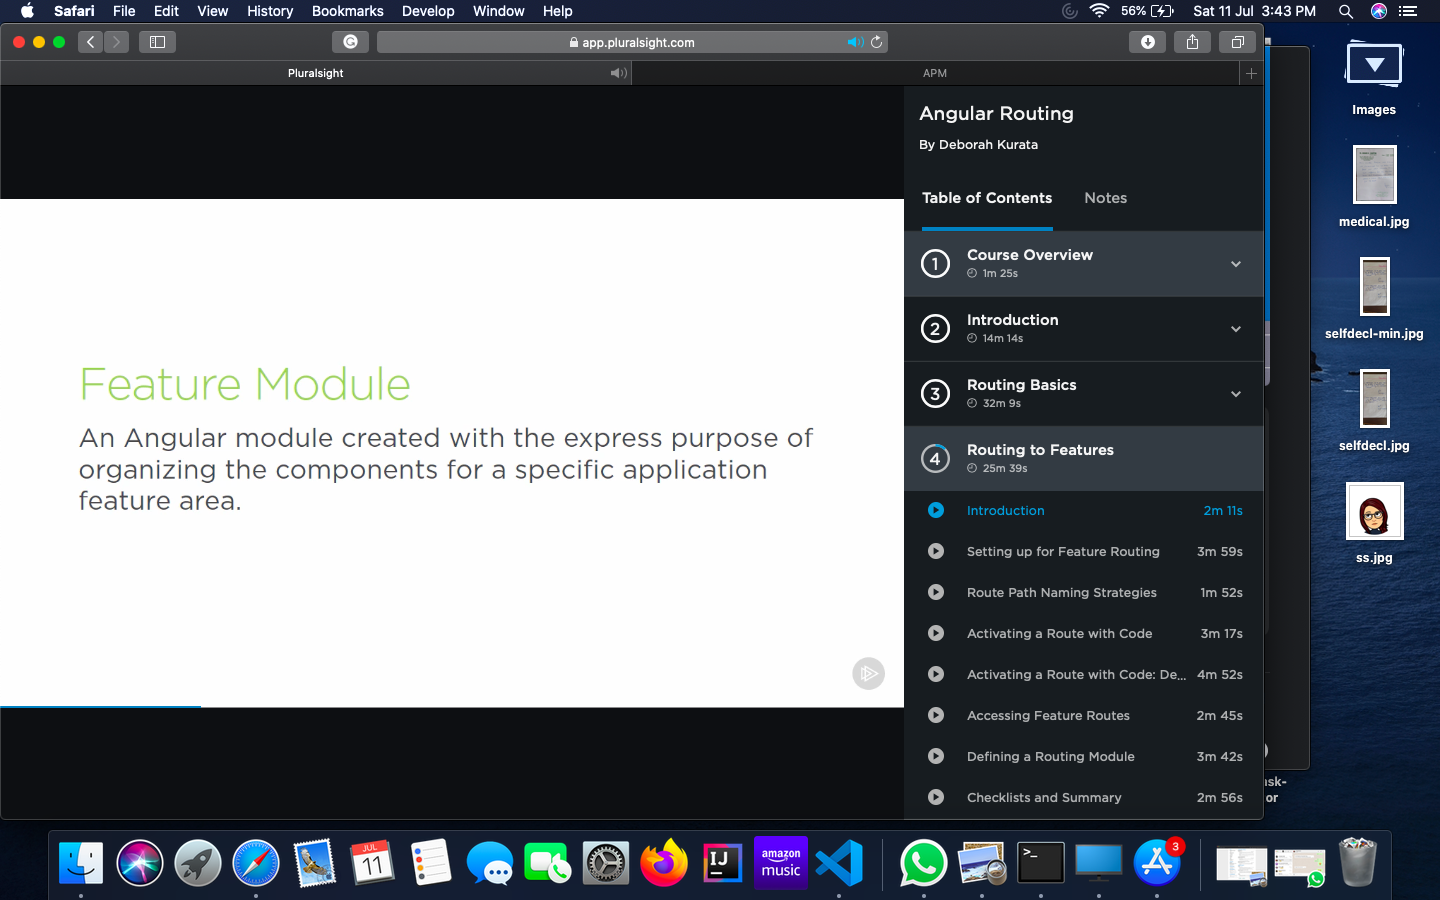 Safari File Edit View History Bookmarks Develop Window Help
56% Sat 11 Jul 3:43 PM
app.pluralsight.com
Pluralsight
APM
Feature Module
An Angular module created with the express purpose of
organizing the components for a specific application
feature area.
Angular Routing
By Deborah Kurata
Table of Contents Notes
1 Course Overview
1m 25s
2 Introduction
14m 14s
3 Routing Basics
32m 9s
4 Routing to Features
25m 39s
Introduction 2m 11s
Setting up for Feature Routing 3m 59s
Route Path Naming Strategies 1m 52s
Activating a Route with Code 3m 17s
Activating a Route with Code: De... 4m 52s
Accessing Feature Routes 2m 45s
Defining a Routing Module 3m 42s
Checklists and Summary 2m 56s
Images
medical.jpg
selfdecl-min.jpg
selfdecl.jpg
ss.jpg
sk-
or
JUL
11
IJ
amazon
music
>_
3